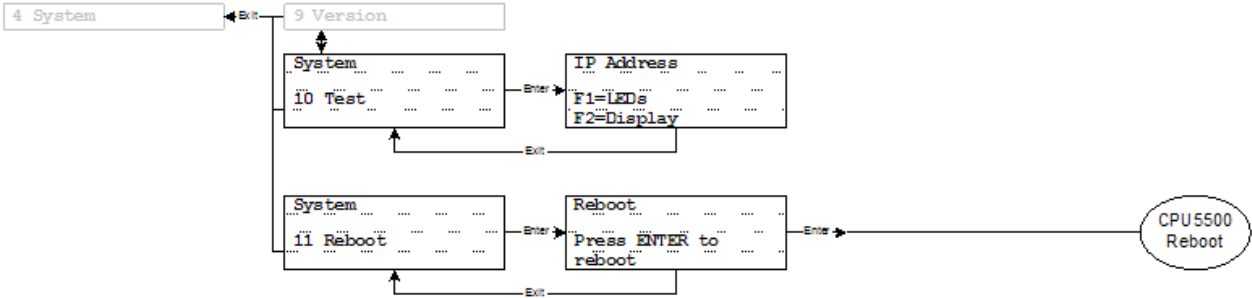 4 System
Exit
9 Version
System
10 Test
Enter
IP Address
F1=LEDs
F2=Display
Exit
System
11 Reboot
Enter
Reboot
Press ENTER to
reboot
Enter
CPU5500
Reboot
Exit